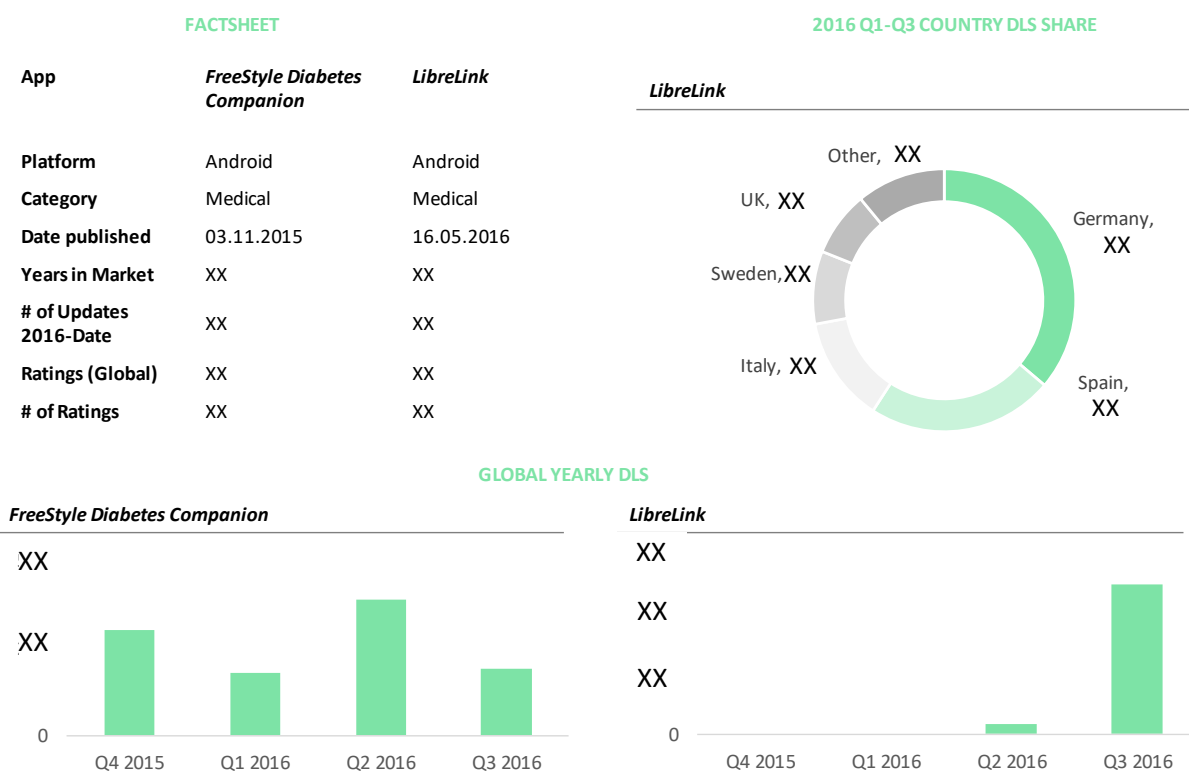 FACTSHEET
App FreeStyle Diabetes LibreLink
Companion
Platform Android Android
Category Medical Medical
Date published 03.11.2015 16.05.2016
Years in Market XX XX
# of Updates
2016-Date XX XX
Ratings (Global) XX XX
# of Ratings XX XX
2016 Q1-Q3 COUNTRY DLS SHARE
LibreLink
Other, XX
UK, XX
Germany,
XX
Sweden, XX
Italy, XX
Spain,
XX
GLOBAL YEARLY DLS
FreeStyle Diabetes Companion
XX
XX
0
Q4 2015 Q1 2016 Q2 2016 Q3 2016
LibreLink
XX
XX
XX
0
Q4 2015 Q1 2016 Q2 2016 Q3 2016